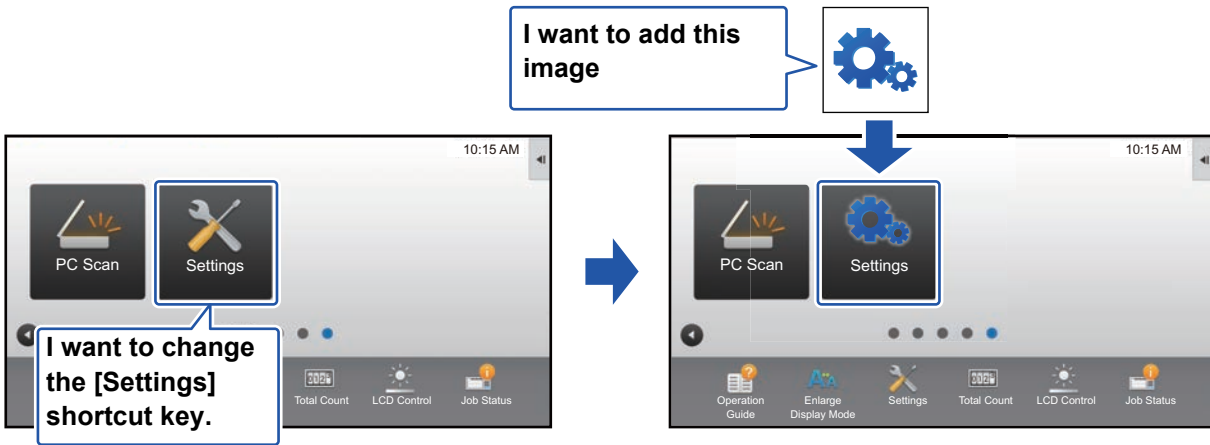 I want to add this
image
10:15 AM
PC Scan
Settings
I want to change
the [Settings]
shortcut key.
Total Count
LCD Control
Job Status
10:15 AM
PC Scan
Settings
Operation
Guide
Enlarge
Display Mode
Settings
Total Count
LCD Control
Job Status